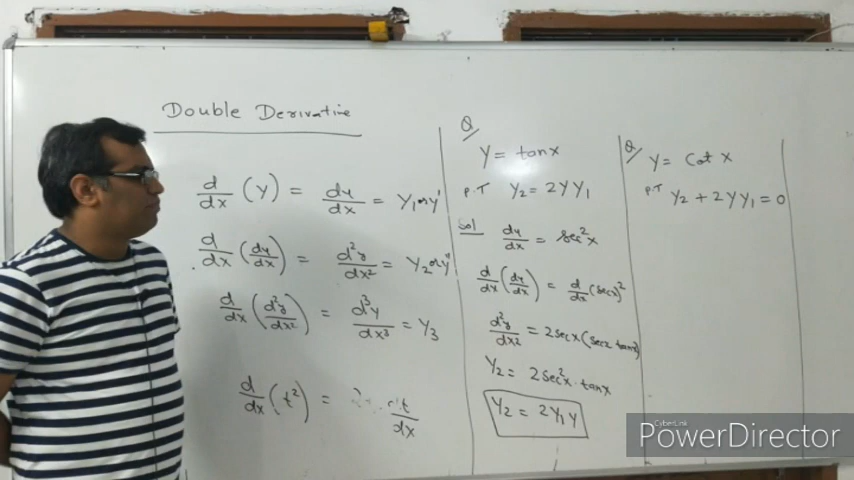 Double Derivative
d/dx (y) = dy/dx = y₁ or y'
d/dx (dy/dx) = d²y/dx² = y₂ or y"
d/dx (d²y/dx²) = d³y/dx³ = y₃
d/dx (t²) = dt/dx
Q/
y = tanx
P.T y₂ = 2yy₁
Sol dy/dx = sec²x
d/dx (dy/dx) = d/dx (secx)²
d²y/dx² = 2secx(secx tanx)
y₂ = 2sec²x·tanx
y₂ = 2y₁y
Q/ y = cot x
P.T y₂ + 2yy₁ = 0
CyberLink
PowerDirector